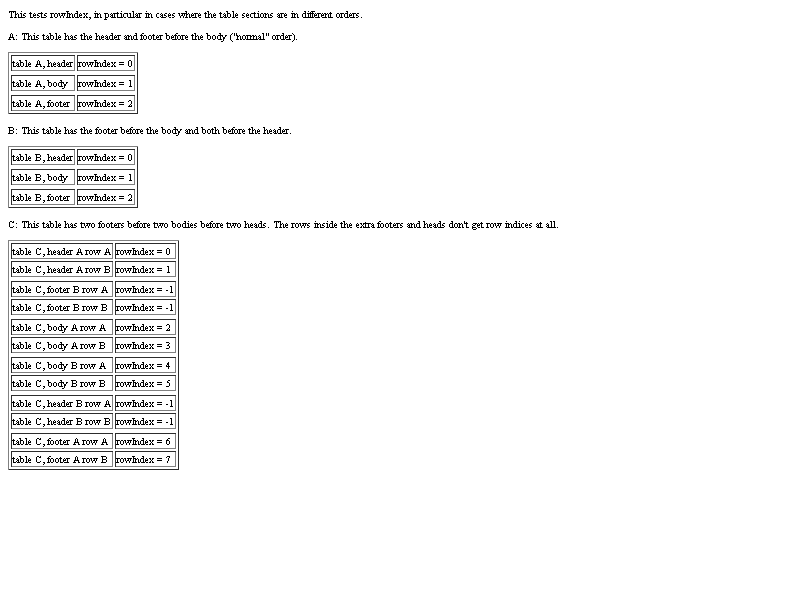 This tests rowIndex, in particular in cases where the table sections are in different orders.
A: This table has the header and footer before the body ("normal" order).
table A, header rowIndex = 0
table A, body rowIndex = 1
table A, footer rowIndex = 2
B: This table has the footer before the body and both before the header.
table B, header rowIndex = 0
table B, body rowIndex = 1
table B, footer rowIndex = 2
C: This table has two footers before two bodies before two heads. The rows inside the extra footers and heads don't get row indices at all.
table C, header A row A rowIndex = 0
table C, header A row B rowIndex = 1
table C, footer B row A rowIndex = -1
table C, footer B row B rowIndex = -1
table C, body A row A rowIndex = 2
table C, body A row B rowIndex = 3
table C, body B row A rowIndex = 4
table C, body B row B rowIndex = 5
table C, header B row A rowIndex = -1
table C, header B row B rowIndex = -1
table C, footer A row A rowIndex = 6
table C, footer A row B rowIndex = 7